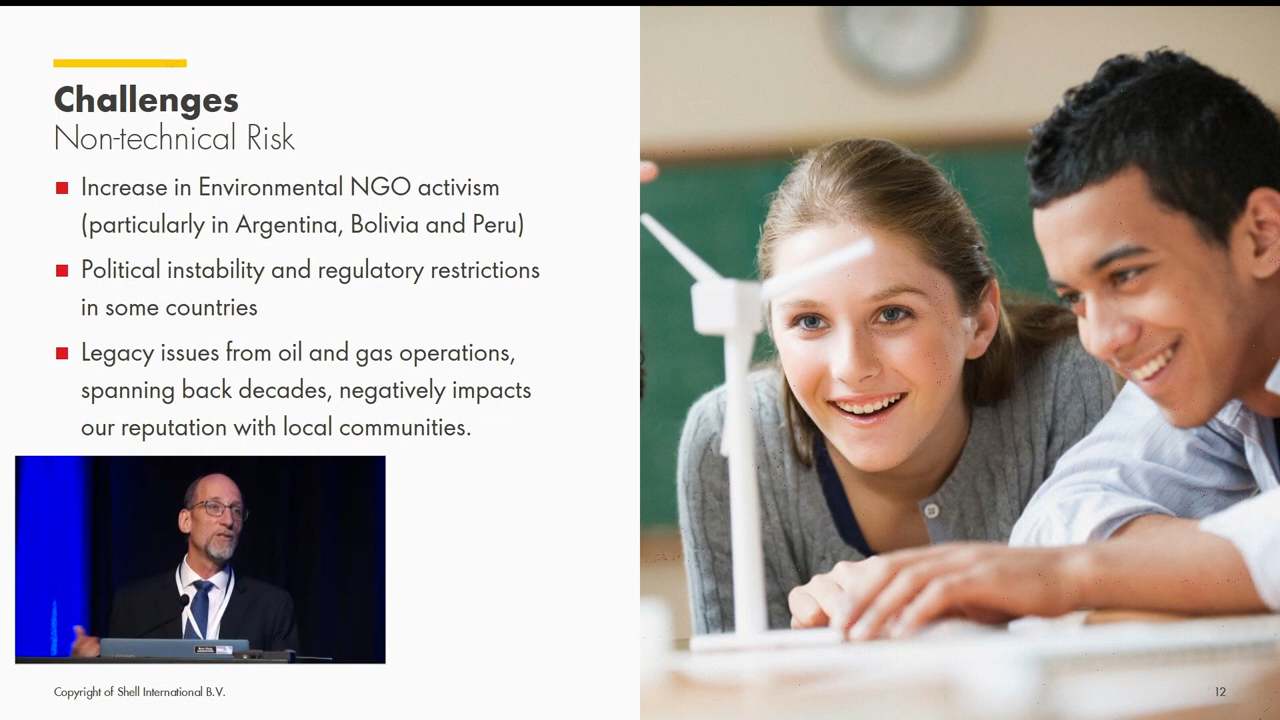 Challenges
Non-technical Risk
Increase in Environmental NGO activism
(particularly in Argentina, Bolivia and Peru)
Political instability and regulatory restrictions
in some countries
Legacy issues from oil and gas operations,
spanning back decades, negatively impacts
our reputation with local communities.
Copyright of Shell International B.V.
12